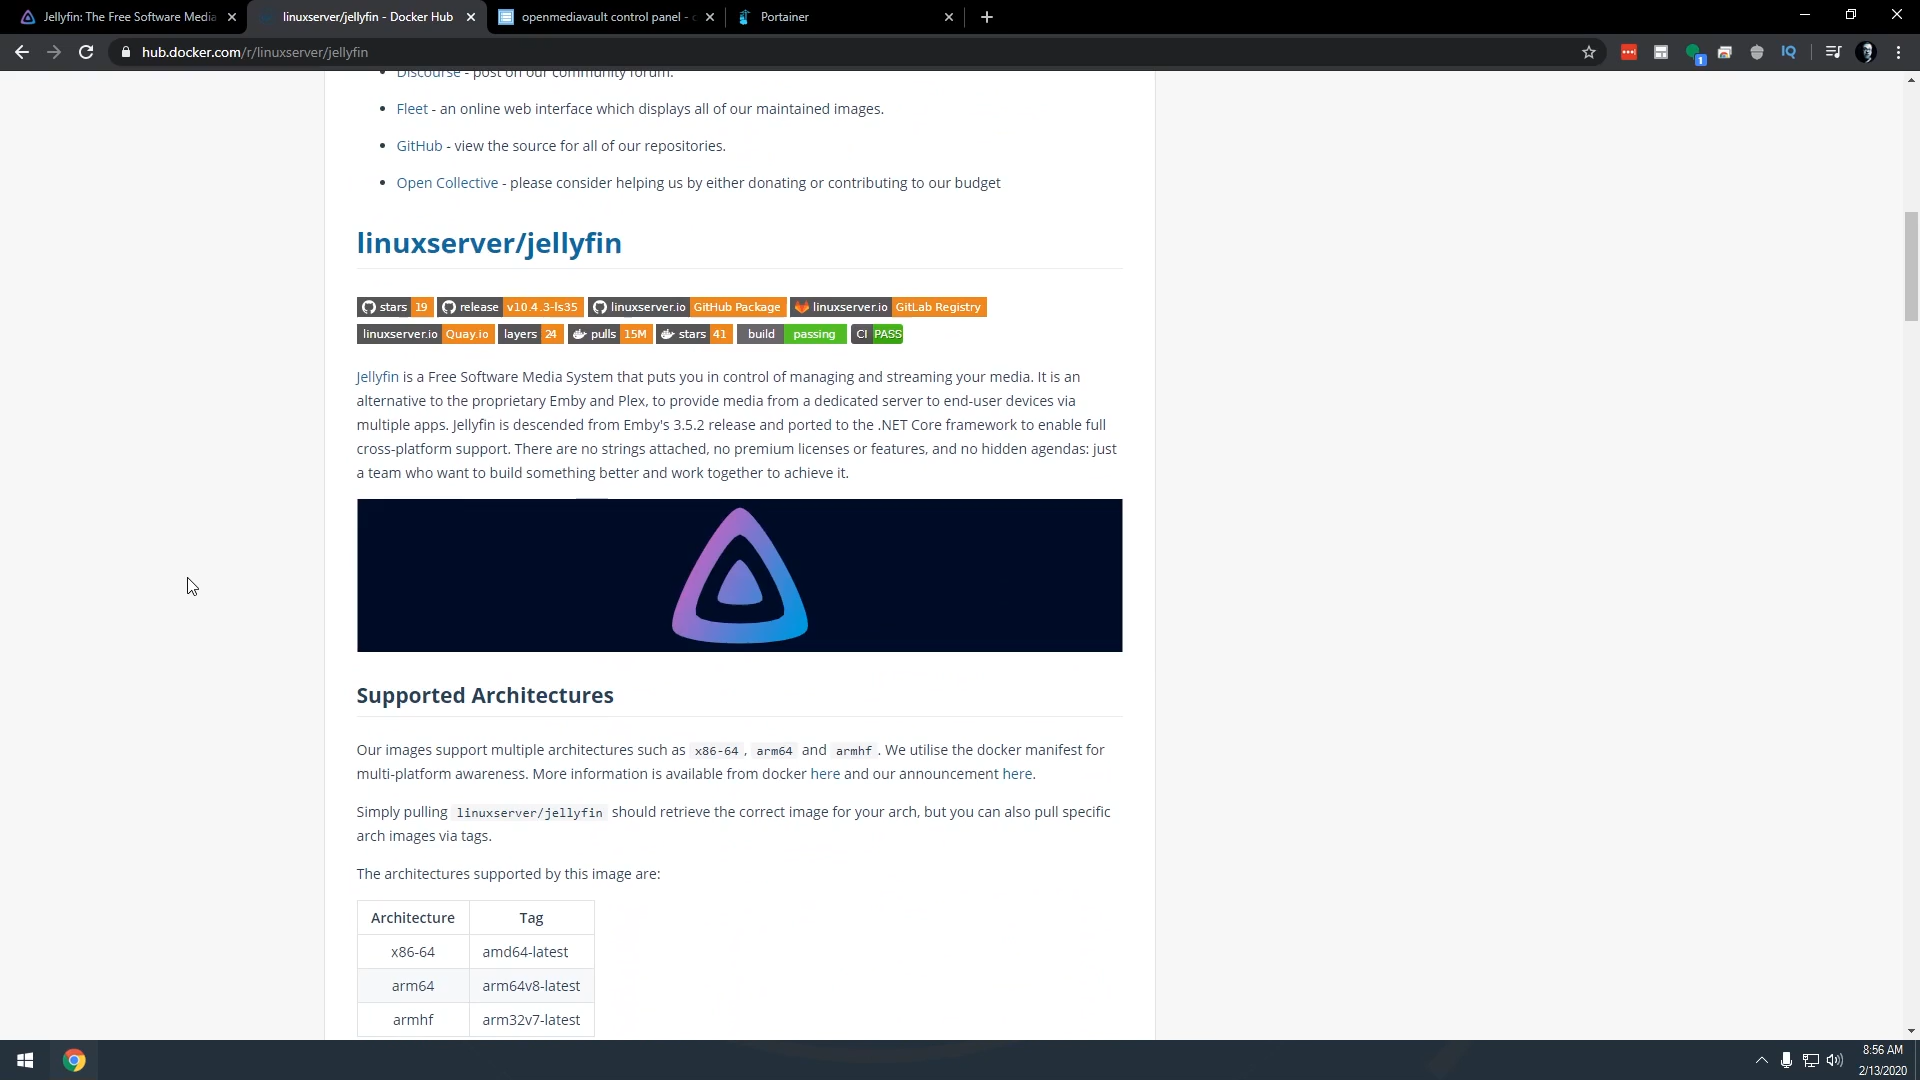 Jellyfin: The Free Software Media
linuxserver/jellyfin - Docker Hub
openmediavault control panel -
Portainer
hub.docker.com/r/linuxserver/jellyfin
1
IQ
Discourse - post on our community forum.
Fleet - an online web interface which displays all of our maintained images.
GitHub - view the source for all of our repositories.
Open Collective - please consider helping us by either donating or contributing to our budget
linuxserver/jellyfin
stars 19 release v10.4.3-ls35 linuxserver.io GitHub Package linuxserver.io GitLab Registry
linuxserver.io Quay.io layers 24 pulls 15M stars 41 build passing CI PASS
Jellyfin is a Free Software Media System that puts you in control of managing and streaming your media. It is an
alternative to the proprietary Emby and Plex, to provide media from a dedicated server to end-user devices via
multiple apps. Jellyfin is descended from Emby's 3.5.2 release and ported to the .NET Core framework to enable full
cross-platform support. There are no strings attached, no premium licenses or features, and no hidden agendas: just
a team who want to build something better and work together to achieve it.
Supported Architectures
Our images support multiple architectures such as x86-64, arm64 and armhf. We utilise the docker manifest for
multi-platform awareness. More information is available from docker here and our announcement here.
Simply pulling linuxserver/jellyfin should retrieve the correct image for your arch, but you can also pull specific
arch images via tags.
The architectures supported by this image are:
Architecture Tag
x86-64 amd64-latest
arm64 arm64v8-latest
armhf arm32v7-latest
8:56 AM
2/13/2020